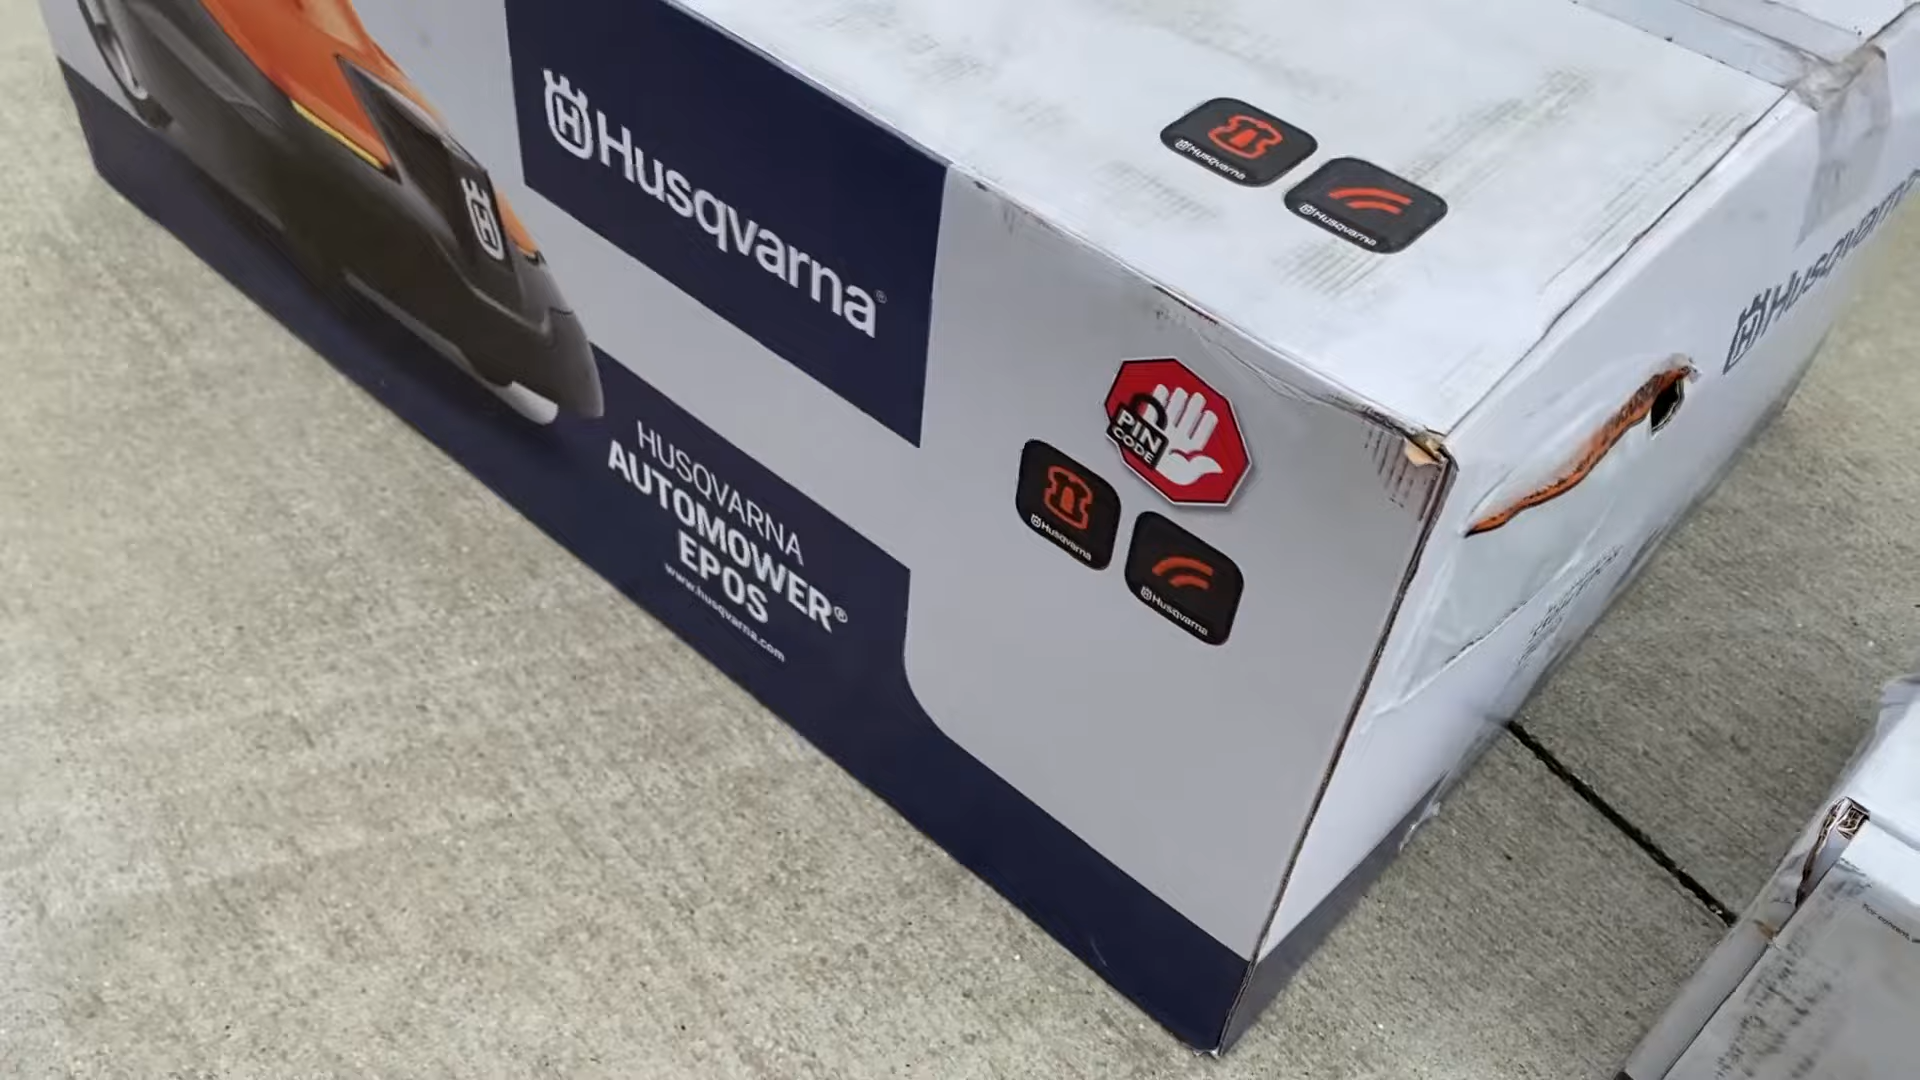 Husqvarna®
HUSQVARNA
AUTOMOWER®
EPOS
www.husqvarna.com
PIN
CODE
Husqvarna
Husqvarna
Husqvarna
Husqvarna
Husqvarna